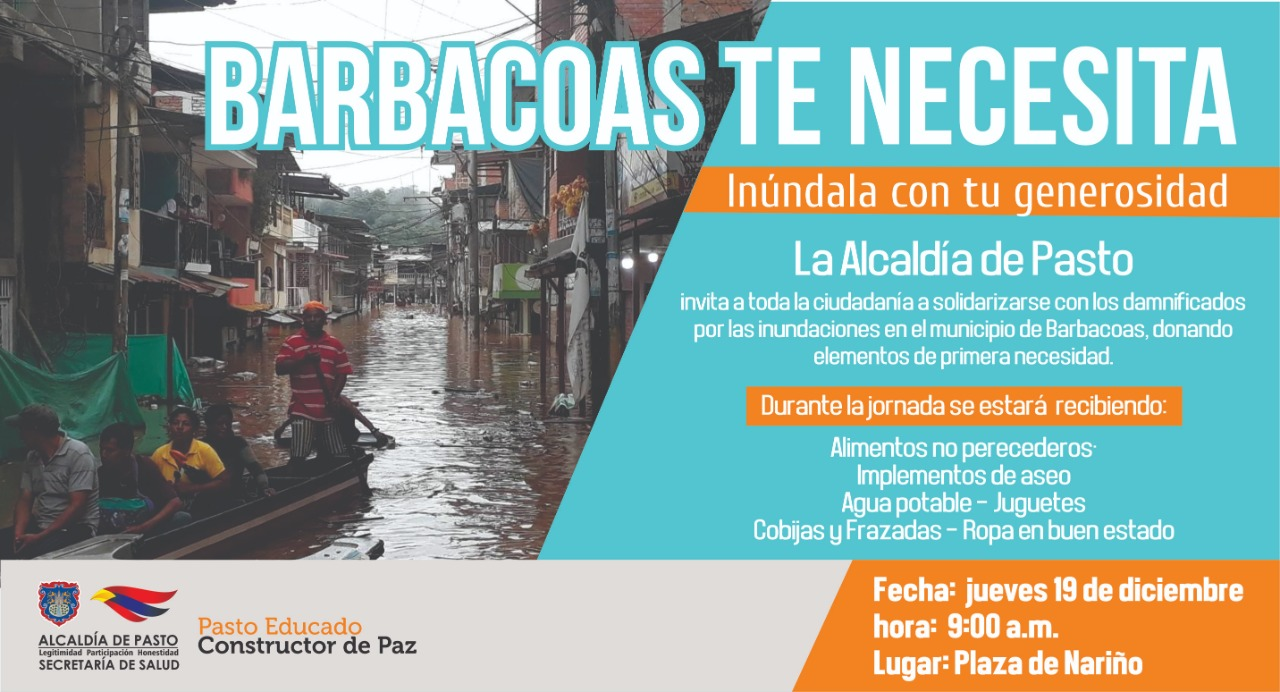 BARBACOAS TE NECESITA
Inúndala con tu generosidad
La Alcaldía de Pasto
invita a toda la ciudadanía a solidarizarse con los damnificados
por las inundaciones en el municipio de Barbacoas, donando
elementos de primera necesidad.
Durante la jornada se estará recibiendo:
Alimentos no perecederos·
Implementos de aseo
Agua potable - Juguetes
Cobijas y Frazadas - Ropa en buen estado
Fecha: jueves 19 de diciembre
hora: 9:00 a.m.
Lugar: Plaza de Nariño
ALCALDÍA DE PASTO
Legitimidad Participación Honestidad
SECRETARÍA DE SALUD
Pasto Educado
Constructor de Paz